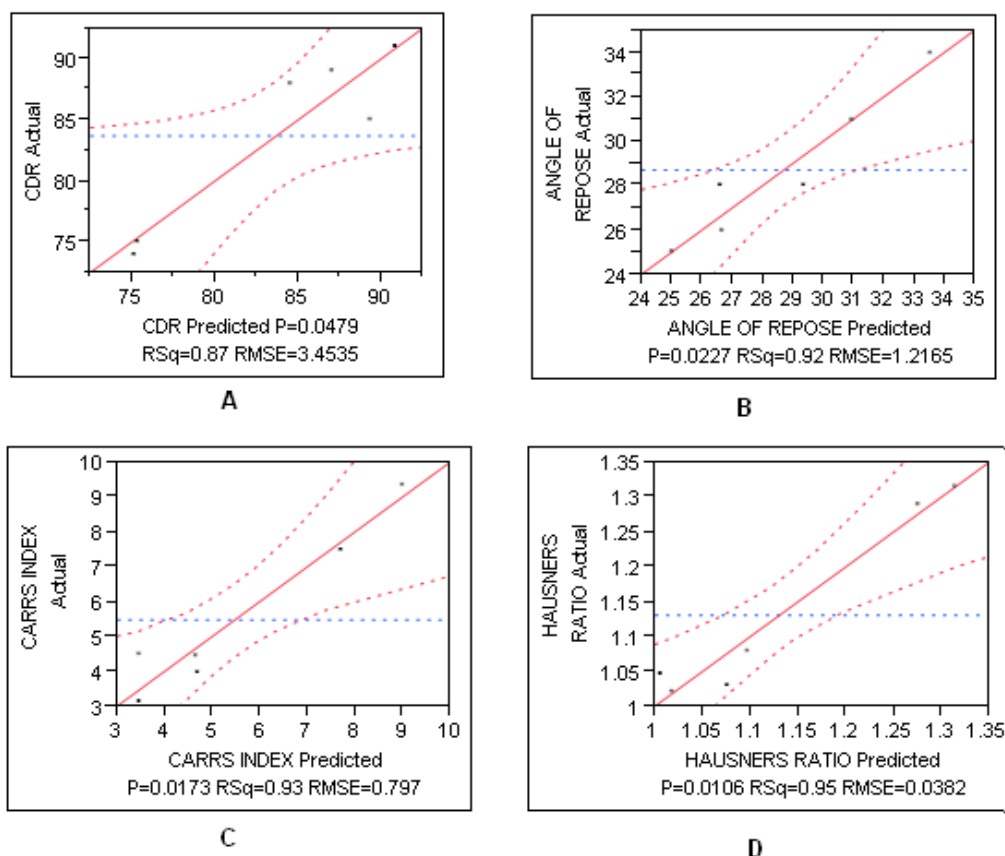 CDR Actual
90
85
80
75
75 80 85 90
CDR Predicted P=0.0479
RSq=0.87 RMSE=3.4535
A
ANGLE OF
REPOSE Actual
34
32
30
28
26
24
24 25 26 27 28 29 30 31 32 33 34 35
ANGLE OF REPOSE Predicted
P=0.0227 RSq=0.92 RMSE=1.2165
B
CARRS INDEX
Actual
10
9
8
7
6
5
4
3
3 4 5 6 7 8 9 10
CARRS INDEX Predicted
P=0.0173 RSq=0.93 RMSE=0.797
C
HAUSNERS
RATIO Actual
1.35
1.3
1.25
1.2
1.15
1.1
1.05
1
1 1.05 1.1 1.15 1.2 1.25 1.3 1.35
HAUSNERS RATIO Predicted
P=0.0106 RSq=0.95 RMSE=0.0382
D